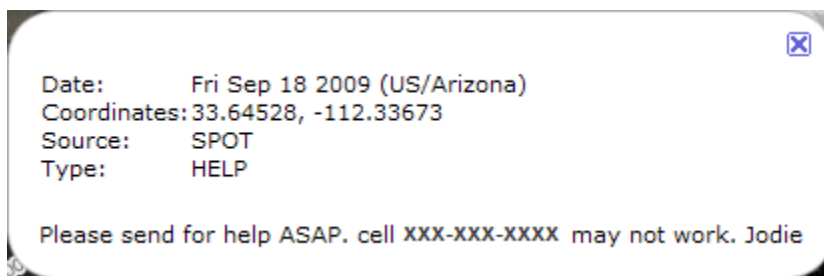 Date: Fri Sep 18 2009 (US/Arizona)
Coordinates: 33.64528, -112.33673
Source: SPOT
Type: HELP
Please send for help ASAP. cell XXX-XXX-XXXX may not work. Jodie